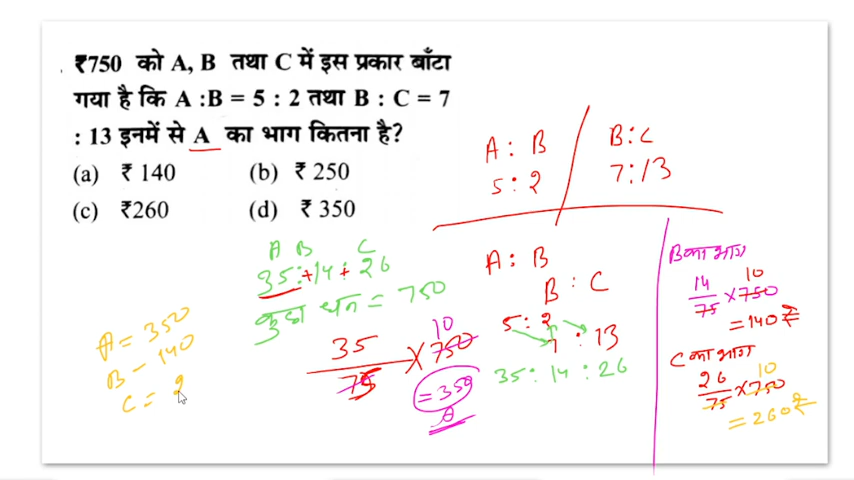 ₹750 को A, B तथा C में इस प्रकार बाँटा
गया है कि A :B = 5 : 2 तथा B : C = 7
: 13 इनमें से A का भाग कितना है?
(a) ₹ 140 (b) ₹ 250
(c) ₹260 (d) ₹ 350
A : B
5 : 2
B : C
7 : 13
A B C
35 : + 14 + : 26
कुल धन = 750
35
75 × 750 10
= 350
A
A = 350
B - 140
C = 2
A : B
B : C
5 : 2
7 : 13
35 : 14 : 26
B का भाग
14
75 × 750 10
= 140 ₹
C का भाग
26
75 × 750 10
= 260 ₹